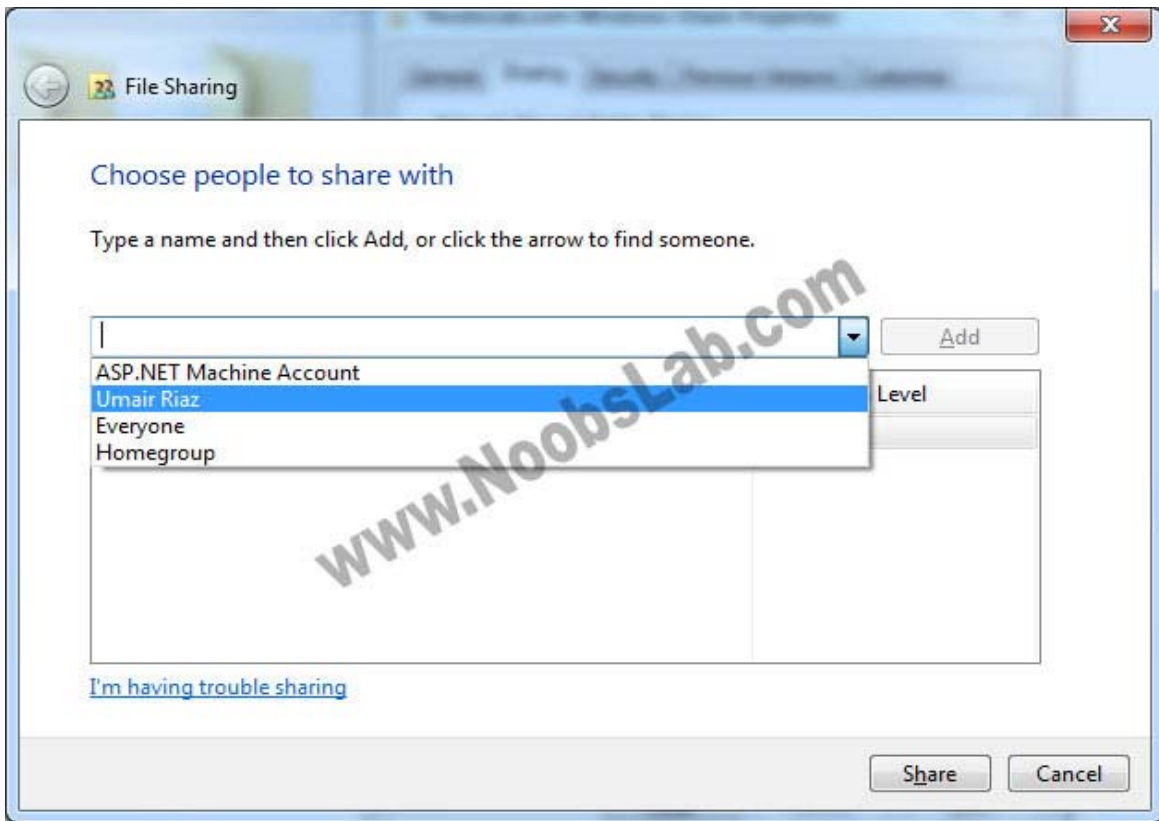 File Sharing
Choose people to share with
Type a name and then click Add, or click the arrow to find someone.
Add
ASP.NET Machine Account
Umair Riaz
Everyone
Homegroup
Level
www.NoobsLab.com
I'm having trouble sharing
Share
Cancel